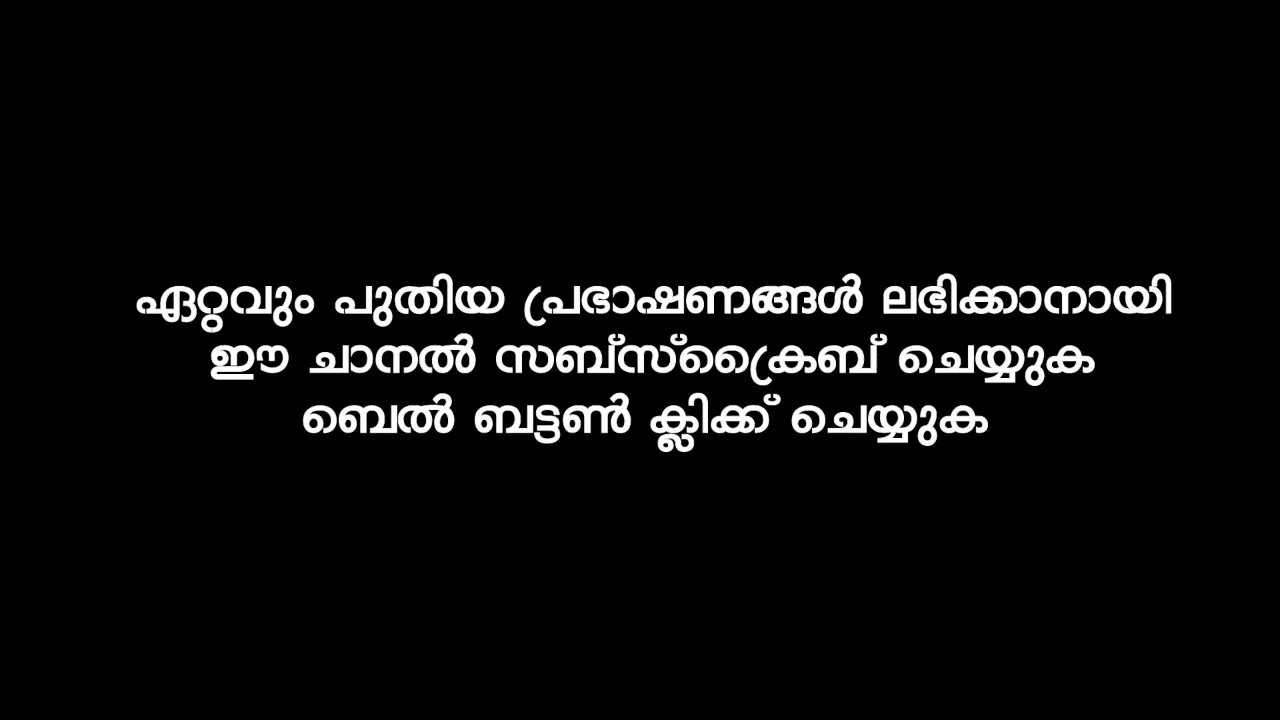 ഏറ്റവും പുതിയ പ്രഭാഷണങ്ങൾ ലഭിക്കാനായി
ഈ ചാനൽ സബ്സ്ക്രൈബ് ചെയ്യുക
ബെൽ ബട്ടൺ ക്ലിക്ക് ചെയ്യുക